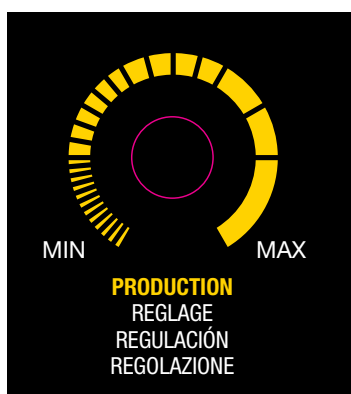 MIN MAX
PRODUCTION
REGLAGE
REGULACIÓN
REGOLAZIONE